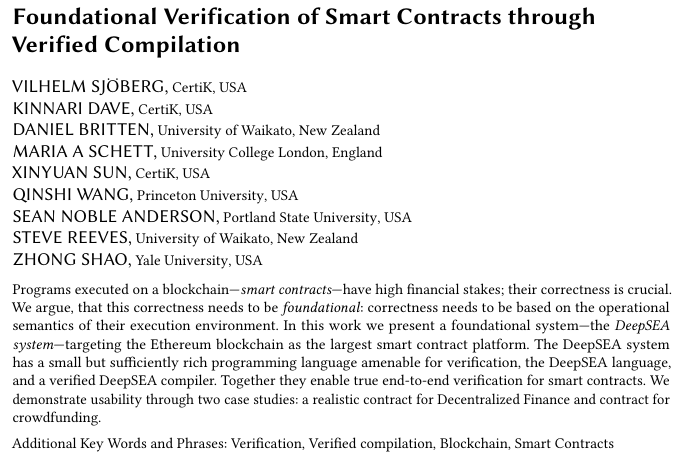 Foundational Verification of Smart Contracts through
Verified Compilation
VILHELM SJÖBERG, CertiK, USA
KINNARI DAVE, CertiK, USA
DANIEL BRITTEN, University of Waikato, New Zealand
MARIA A SCHETT, University College London, England
XINYUAN SUN, CertiK, USA
QINSHI WANG, Princeton University, USA
SEAN NOBLE ANDERSON, Portland State University, USA
STEVE REEVES, University of Waikato, New Zealand
ZHONG SHAO, Yale University, USA
Programs executed on a blockchain—smart contracts—have high financial stakes; their correctness is crucial.
We argue, that this correctness needs to be foundational: correctness needs to be based on the operational
semantics of their execution environment. In this work we present a foundational system—the DeepSEA
system—targeting the Ethereum blockchain as the largest smart contract platform. The DeepSEA system
has a small but sufficiently rich programming language amenable for verification, the DeepSEA language,
and a verified DeepSEA compiler. Together they enable true end-to-end verification for smart contracts. We
demonstrate usability through two case studies: a realistic contract for Decentralized Finance and contract for
crowdfunding.
Additional Key Words and Phrases: Verification, Verified compilation, Blockchain, Smart Contracts